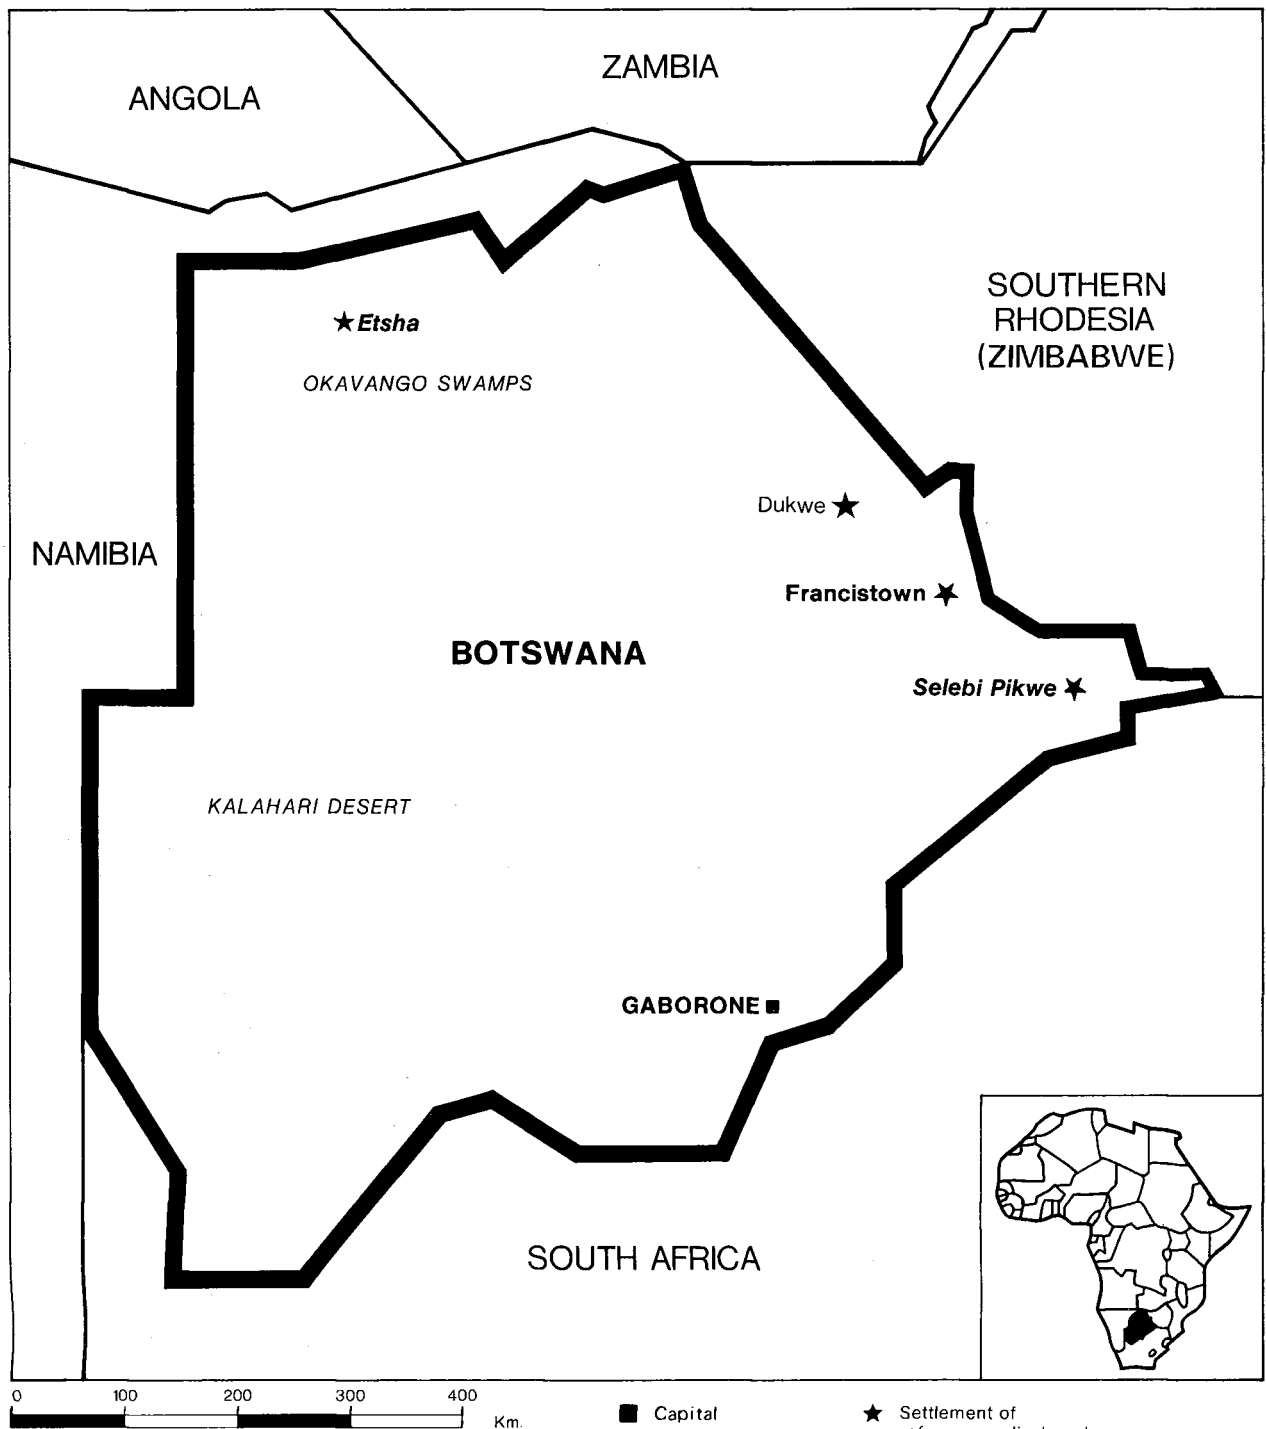 ZAMBIA
ANGOLA
SOUTHERN
RHODESIA
(ZIMBABWE)
Etsha
OKAVANGO SWAMPS
Dukwe
NAMIBIA
Francistown
BOTSWANA
Selebi Pikwe
KALAHARI DESERT
GABORONE
SOUTH AFRICA
0 100 200 300 400
Km.
Capital
Settlement of